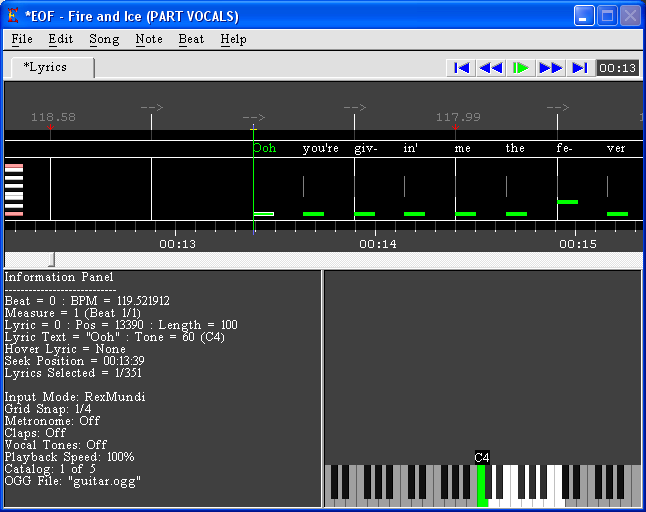 *EOF - Fire and Ice (PART VOCALS)
File Edit Song Note Beat Help
*Lyrics
00:13
--> --> --> -->
118.58 117.99
Ooh you're giv- in' me the fe- ver
00:13 00:14 00:15
Information Panel
----------------------------
Beat = 0 : BPM = 119.521912
Measure = 1 (Beat 1/1)
Lyric = 0 : Pos = 13390 : Length = 100
Lyric Text = "Ooh" : Tone = 60 (C4)
Hover Lyric = None
Seek Position = 00:13:39
Lyrics Selected = 1/351
Input Mode: RexMundi
Grid Snap: 1/4
Metronome: Off
Claps: Off
Vocal Tones: Off
Playback Speed: 100%
Catalog: 1 of 5
OGG File: "guitar.ogg"
C4